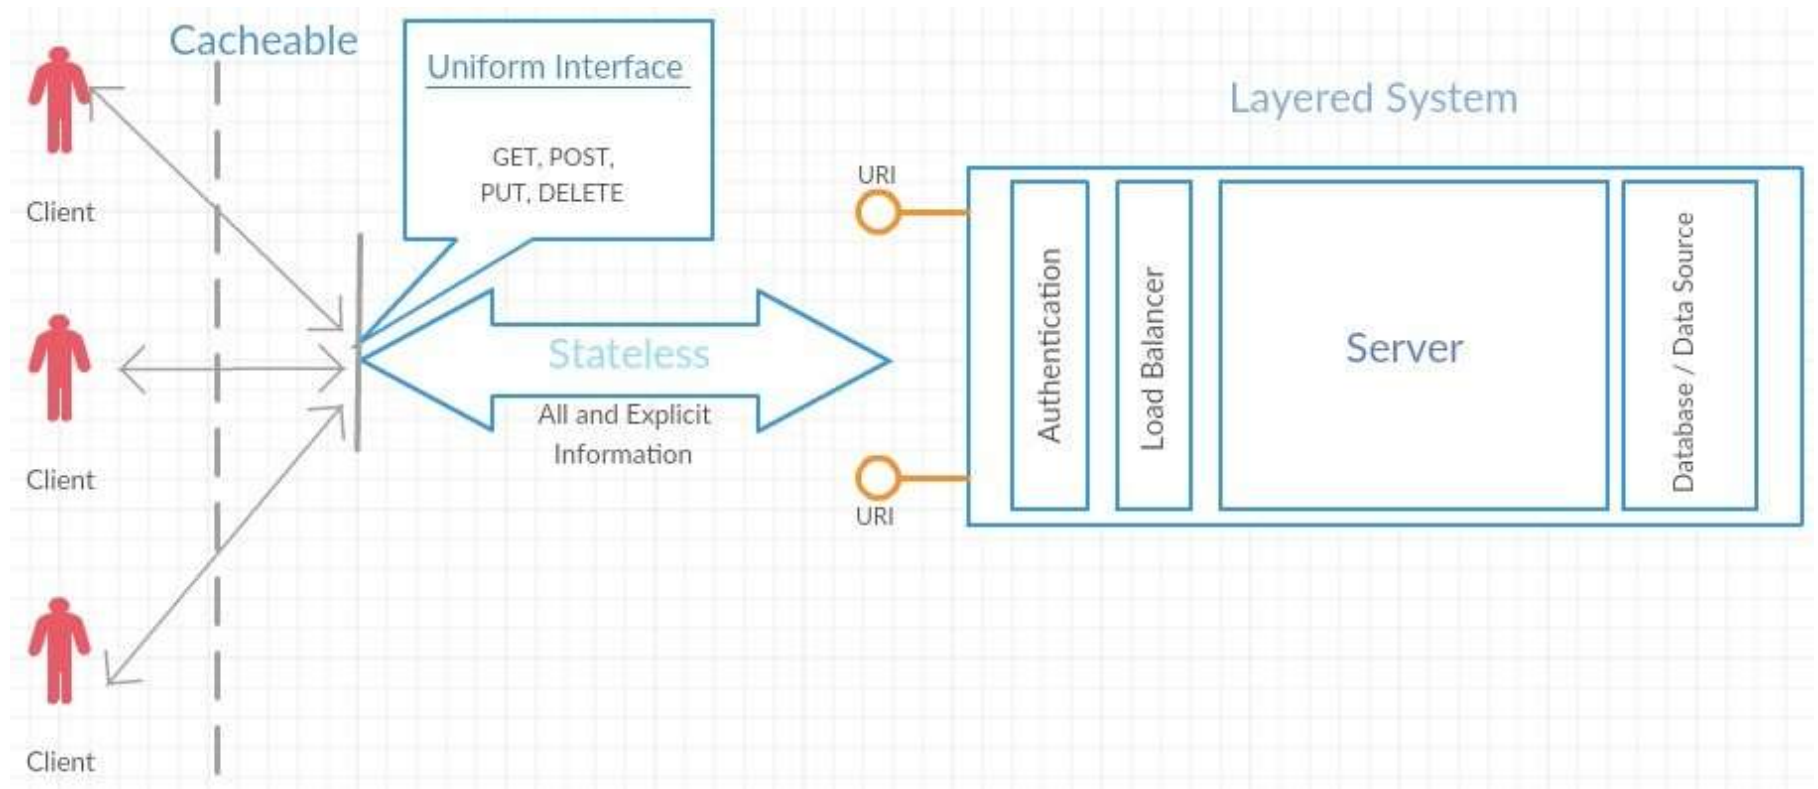 Cacheable
Uniform Interface
GET, POST,
PUT, DELETE
Layered System
Client
Client
Client
Stateless
All and Explicit
Information
URI
URI
Authentication
Load Balancer
Server
Database / Data Source